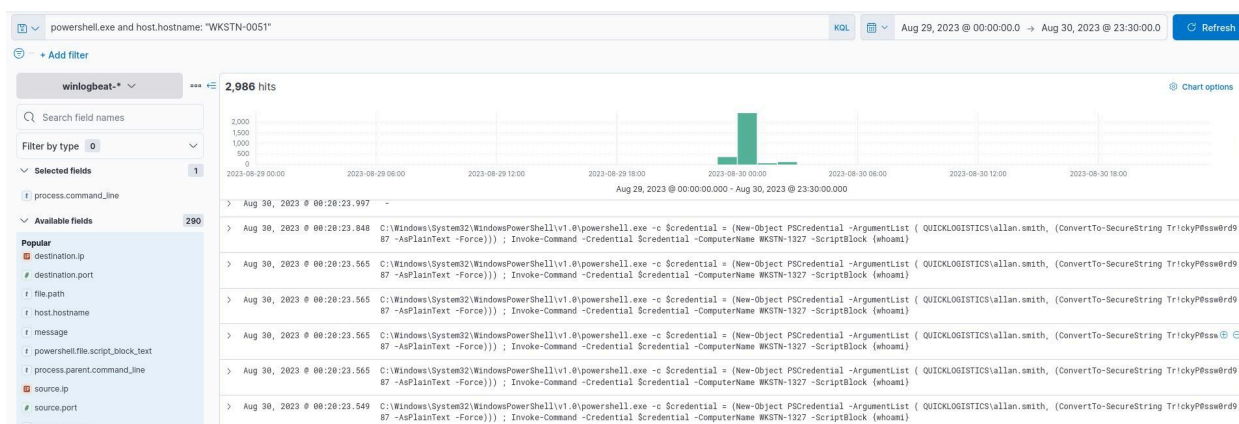 powershell.exe and host.hostname: "WKSTN-0051"
KQL
Aug 29, 2023 @ 00:00:00.0 → Aug 30, 2023 @ 23:30:00.0
Refresh
+ Add filter
winlogbeat-*
2,986 hits
Chart options
Search field names
Filter by type 0
Selected fields 1
process.command_line
Available fields 290
Popular
destination.ip
destination.port
file.path
host.hostname
message
powershell.file.script_block_text
process.parent.command_line
source.ip
source.port
2,000
1,500
1,000
500
0
2023-08-29 00:00 2023-08-29 06:00 2023-08-29 12:00 2023-08-29 18:00 2023-08-30 00:00 2023-08-30 06:00 2023-08-30 12:00 2023-08-30 18:00
Aug 29, 2023 @ 00:00:00.000 - Aug 30, 2023 @ 23:30:00.000
> Aug 30, 2023 @ 00:20:23.997 -
> Aug 30, 2023 @ 00:20:23.848 C:\Windows\System32\WindowsPowerShell\v1.0\powershell.exe -c $credential = (New-Object PSCredential -ArgumentList ( QUICKLOGISTICS\allan.smith, (ConvertTo-SecureString Tr!ckyP@ssw0rd9
87 -AsPlainText -Force))) ; Invoke-Command -Credential $credential -ComputerName WKSTN-1327 -ScriptBlock {whoami}
> Aug 30, 2023 @ 00:20:23.565 C:\Windows\System32\WindowsPowerShell\v1.0\powershell.exe -c $credential = (New-Object PSCredential -ArgumentList ( QUICKLOGISTICS\allan.smith, (ConvertTo-SecureString Tr!ckyP@ssw0rd9
87 -AsPlainText -Force))) ; Invoke-Command -Credential $credential -ComputerName WKSTN-1327 -ScriptBlock {whoami}
> Aug 30, 2023 @ 00:20:23.565 C:\Windows\System32\WindowsPowerShell\v1.0\powershell.exe -c $credential = (New-Object PSCredential -ArgumentList ( QUICKLOGISTICS\allan.smith, (ConvertTo-SecureString Tr!ckyP@ssw0rd9
87 -AsPlainText -Force))) ; Invoke-Command -Credential $credential -ComputerName WKSTN-1327 -ScriptBlock {whoami}
> Aug 30, 2023 @ 00:20:23.565 C:\Windows\System32\WindowsPowerShell\v1.0\powershell.exe -c $credential = (New-Object PSCredential -ArgumentList ( QUICKLOGISTICS\allan.smith, (ConvertTo-SecureString Tr!ckyP@ssw
87 -AsPlainText -Force))) ; Invoke-Command -Credential $credential -ComputerName WKSTN-1327 -ScriptBlock {whoami}
> Aug 30, 2023 @ 00:20:23.565 C:\Windows\System32\WindowsPowerShell\v1.0\powershell.exe -c $credential = (New-Object PSCredential -ArgumentList ( QUICKLOGISTICS\allan.smith, (ConvertTo-SecureString Tr!ckyP@ssw0rd9
87 -AsPlainText -Force))) ; Invoke-Command -Credential $credential -ComputerName WKSTN-1327 -ScriptBlock {whoami}
> Aug 30, 2023 @ 00:20:23.549 C:\Windows\System32\WindowsPowerShell\v1.0\powershell.exe -c $credential = (New-Object PSCredential -ArgumentList ( QUICKLOGISTICS\allan.smith, (ConvertTo-SecureString Tr!ckyP@ssw0rd9
87 -AsPlainText -Force))) ; Invoke-Command -Credential $credential -ComputerName WKSTN-1327 -ScriptBlock {whoami}